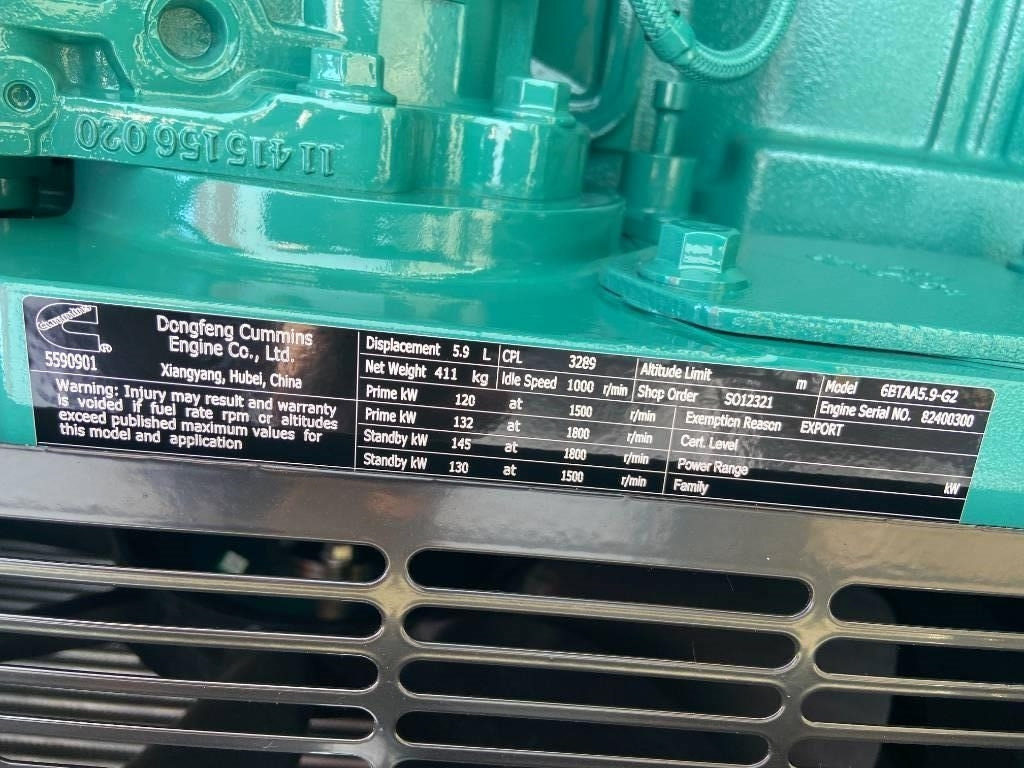 11 415 156 020
Cummins
®
5590901
Dongfeng Cummins
Engine Co., Ltd.
Xiangyang, Hubei, China
Warning: Injury may result and warranty
is voided if fuel rate rpm or altitudes
exceed published maximum values for
this model and application
Displacement 5.9 L CPL 3289 Altitude Limit m Model 6BTAA5.9-G2
Net Weight 411 kg Idle Speed 1000 r/min Shop Order SO12321 Engine Serial NO. 82400300
Prime kW 120 at 1500 r/min Exemption Reason EXPORT
Prime kW 132 at 1800 r/min Cert. Level
Standby kW 145 at 1800 r/min Power Range kW
Standby kW 130 at 1500 r/min Family